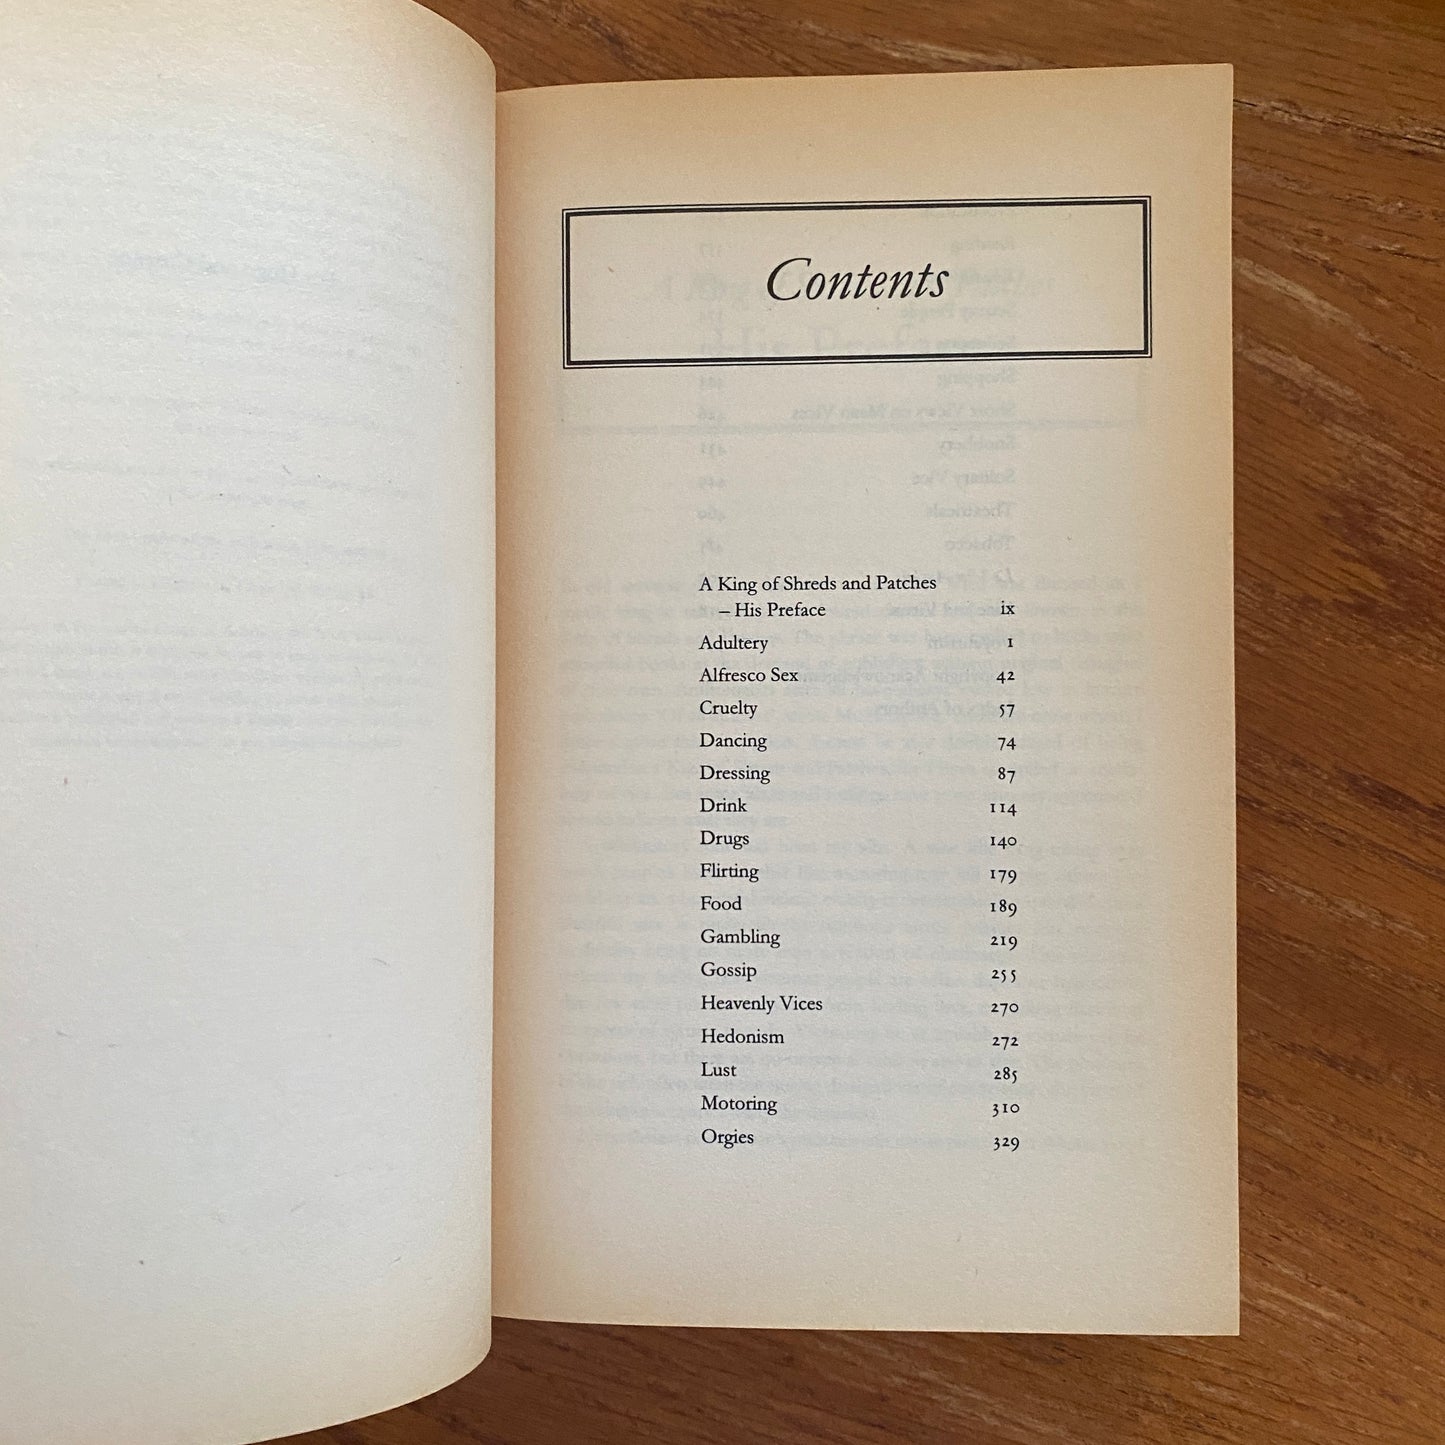 Contents
A King of Shreds and Patches
– His Preface ix
Adultery 1
Alfresco Sex 42
Cruelty 57
Dancing 74
Dressing 87
Drink 114
Drugs 140
Flirting 179
Food 189
Gambling 219
Gossip 255
Heavenly Vices 270
Hedonism 272
Lust 285
Motoring 310
Orgies 329